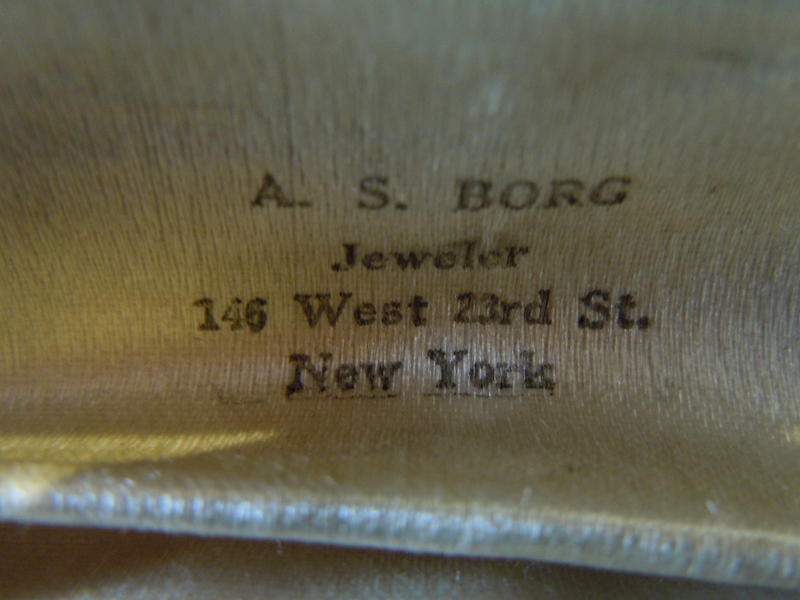 A. S. BORG
Jeweler
146 West 23rd St.
New York